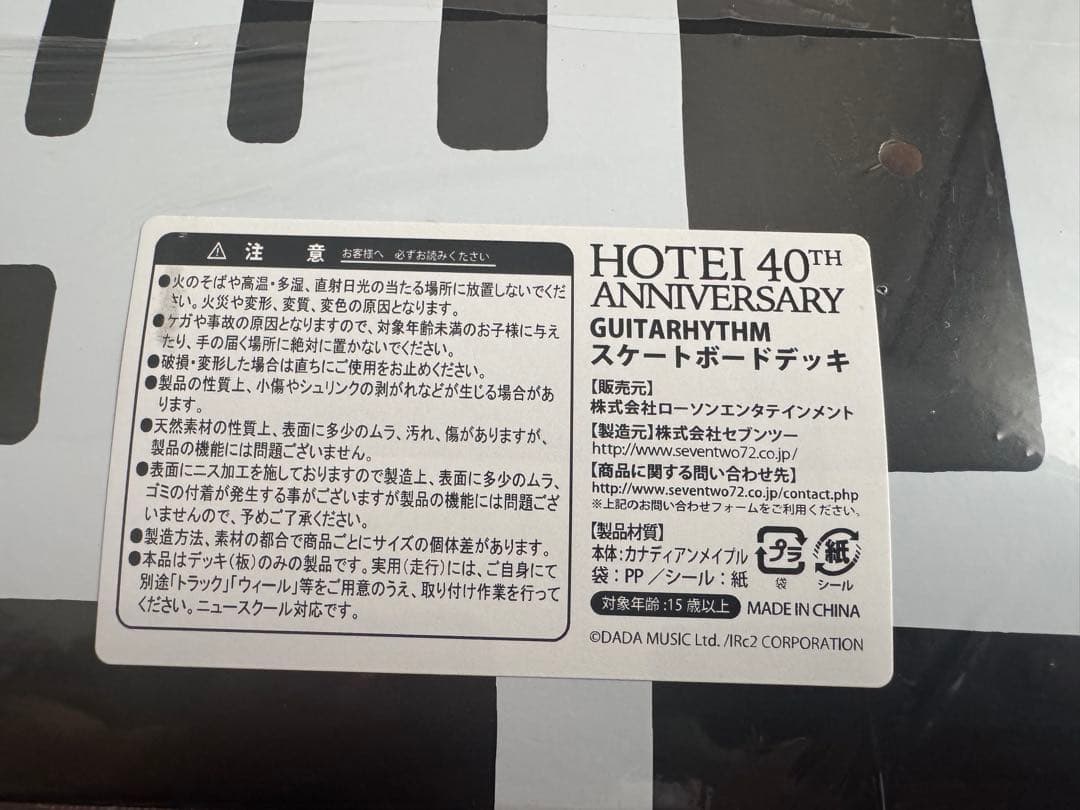 ⚠ 注 意 お客様へ 必ずお読みください
●火のそばや高温・多湿、直射日光の当たる場所に放置しないでくだ
さい。火災や変形、変質、変色の原因となります。
●ケガや事故の原因となりますので、対象年齢未満のお子様に与え
たり、手の届く場所に絶対に置かないでください。
●破損・変形した場合は直ちにご使用をお止めください。
●製品の性質上、小傷やシュリンクの剥がれなどが生じる場合があ
ります。
●天然素材の性質上、表面に多少のムラ、汚れ、傷がありますが、
製品の機能には問題ございません。
●表面にニス加工を施しておりますので製造上、表面に多少のムラ、
ゴミの付着が発生する事がございますが製品の機能には問題ござ
いませんので、予めご了承ください。
●製造方法、素材の都合で商品ごとにサイズの個体差があります。
●本品はデッキ(板)のみの製品です。実用(走行)には、ご自身にて
別途「トラック」「ウィール」等をご用意のうえ、取り付け作業を行って
ください。ニュースクール対応です。
HOTEI 40TH
ANNIVERSARY
GUITARHYTHM
スケートボードデッキ
【販売元】
株式会社ローソンエンタテインメント
【製造元】株式会社セブンツー
http://www.seventwo72.co.jp/
【商品に関する問い合わせ先】
http://www.seventwo72.co.jp/contact.php
※上記のお問い合わせフォームをご利用ください。
【製品材質】
本体:カナディアンメイプル
袋:PP/シール:紙
プラ
袋
紙
シール
対象年齢:15歳以上 MADE IN CHINA
©DADA MUSIC Ltd. /IRc2 CORPORATION